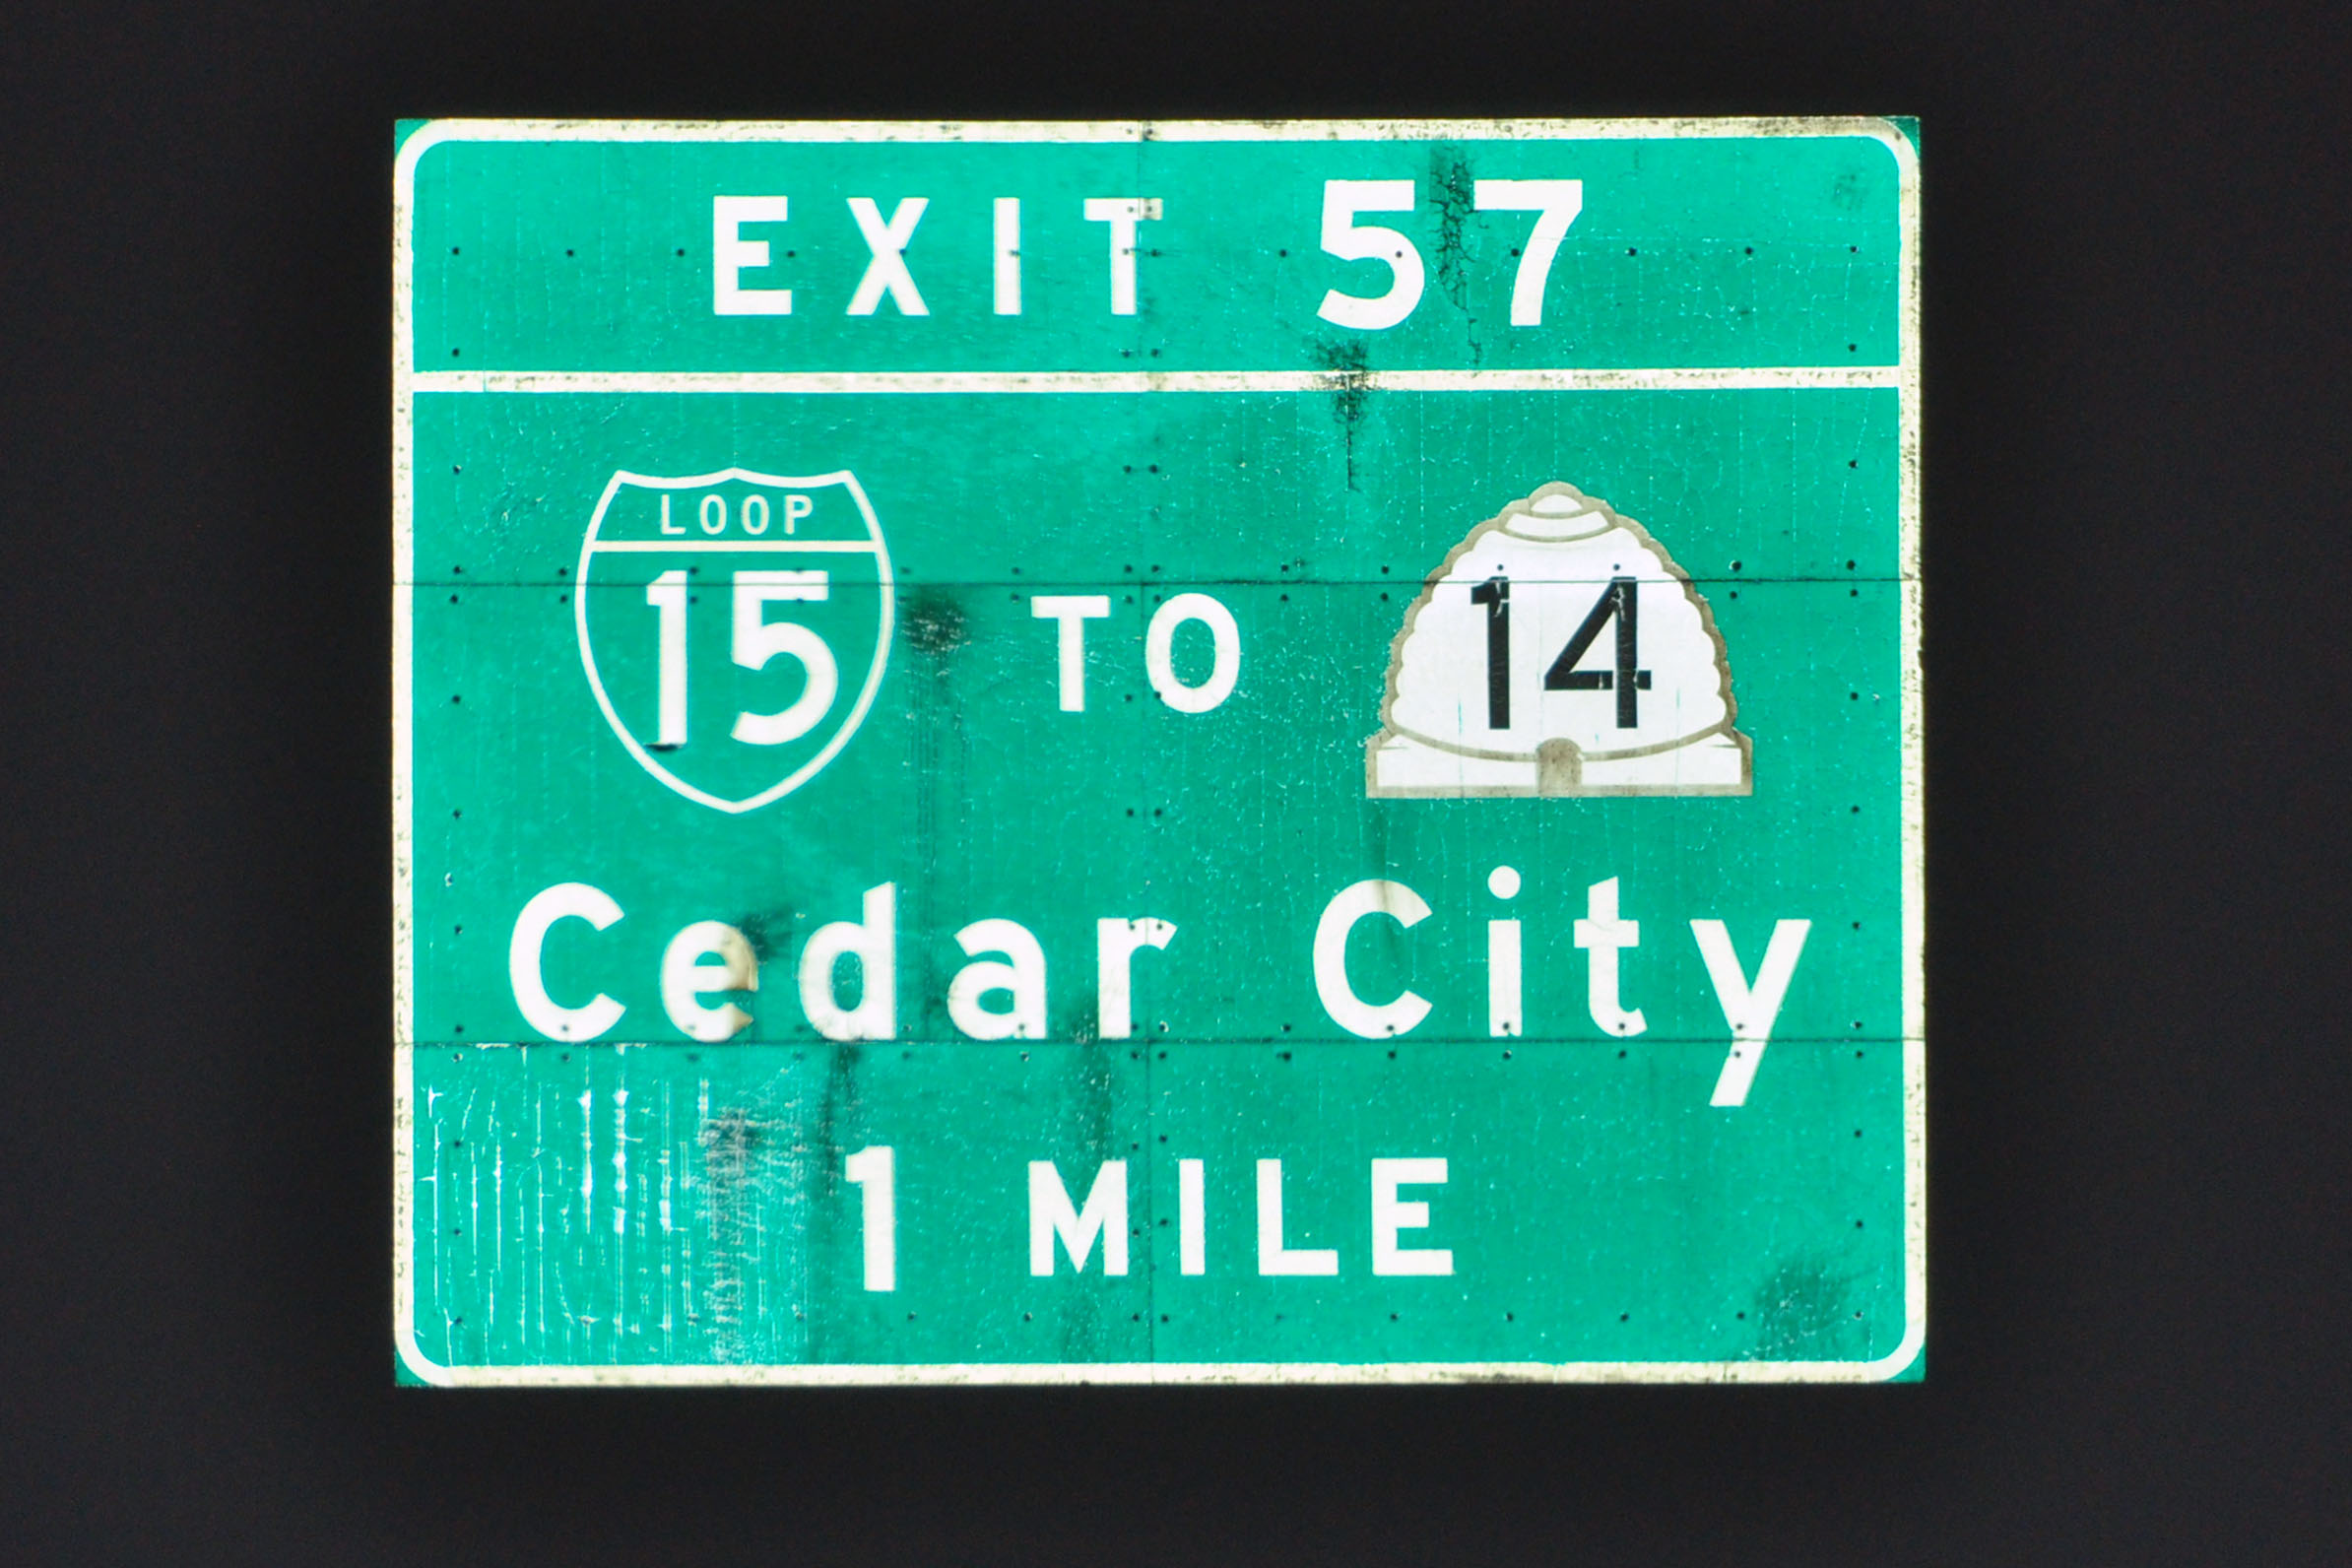 EXIT 57
LOOP
15 TO 14
Cedar City
1 MILE